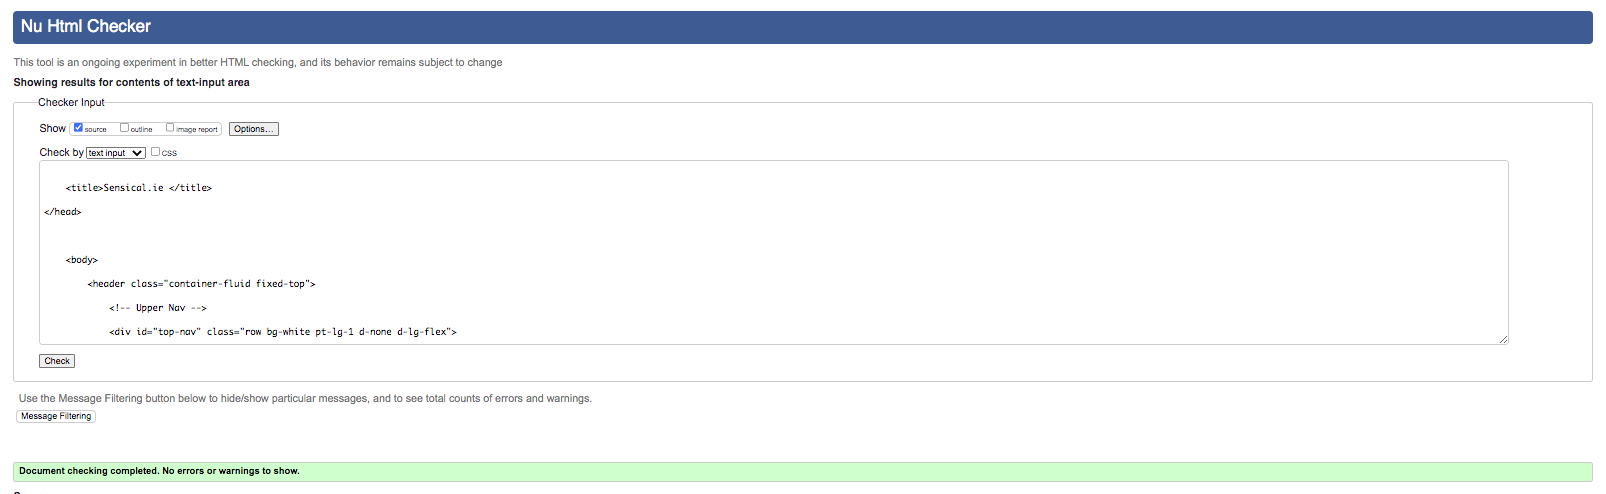 Nu Html Checker
This tool is an ongoing experiment in better HTML checking, and its behavior remains subject to change
Showing results for contents of text-input area
Checker Input
Show source outline image report Options...
Check by text input css
<title>Sensical.ie </title>
</head>
<body>
<header class="container-fluid fixed-top">
<!-- Upper Nav -->
<div id="top-nav" class="row bg-white pt-lg-1 d-none d-lg-flex">
Check
Use the Message Filtering button below to hide/show particular messages, and to see total counts of errors and warnings.
Message Filtering
Document checking completed. No errors or warnings to show.